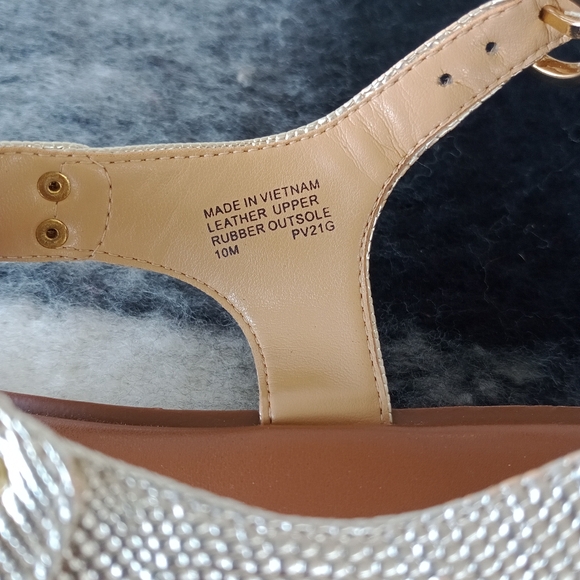 MADE IN VIETNAM
LEATHER UPPER
RUBBER OUTSOLE
10M PV21G